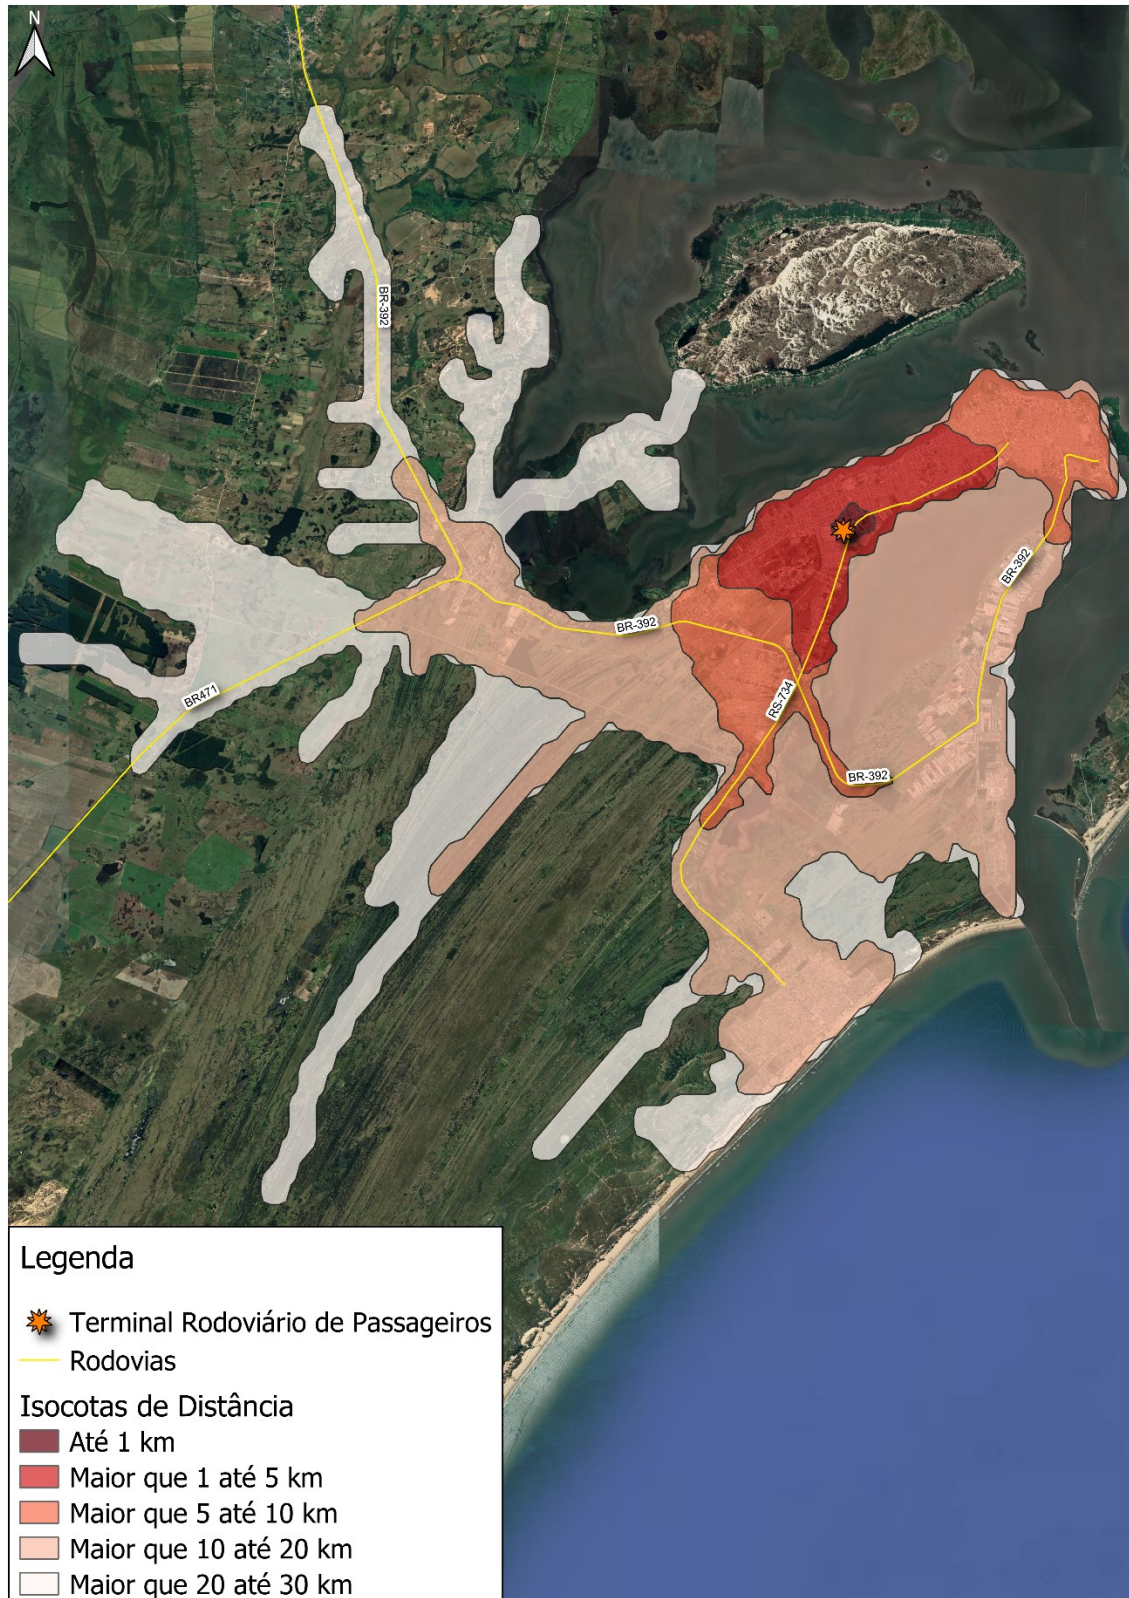 N
BR-392
BR-392
BR-392
BR471
RS-734
BR-392
Legenda
Terminal Rodoviário de Passageiros
Rodovias
Isocotas de Distância
Até 1 km
Maior que 1 até 5 km
Maior que 5 até 10 km
Maior que 10 até 20 km
Maior que 20 até 30 km